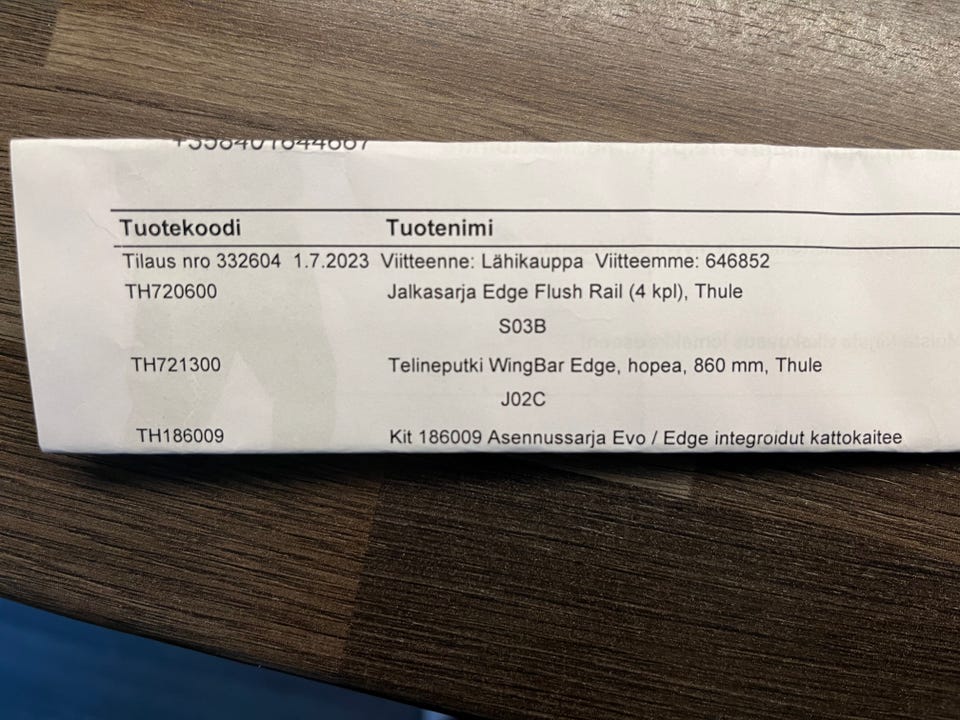 Tuotekoodi Tuotenimi
Tilaus nro 332604 1.7.2023 Viitteenne: Lähikauppa Viitteemme: 646852
TH720600 Jalkasarja Edge Flush Rail (4 kpl), Thule
S03B
TH721300 Telineputki WingBar Edge, hopea, 860 mm, Thule
J02C
TH186009 Kit 186009 Asennussarja Evo / Edge integroidut kattokaitee